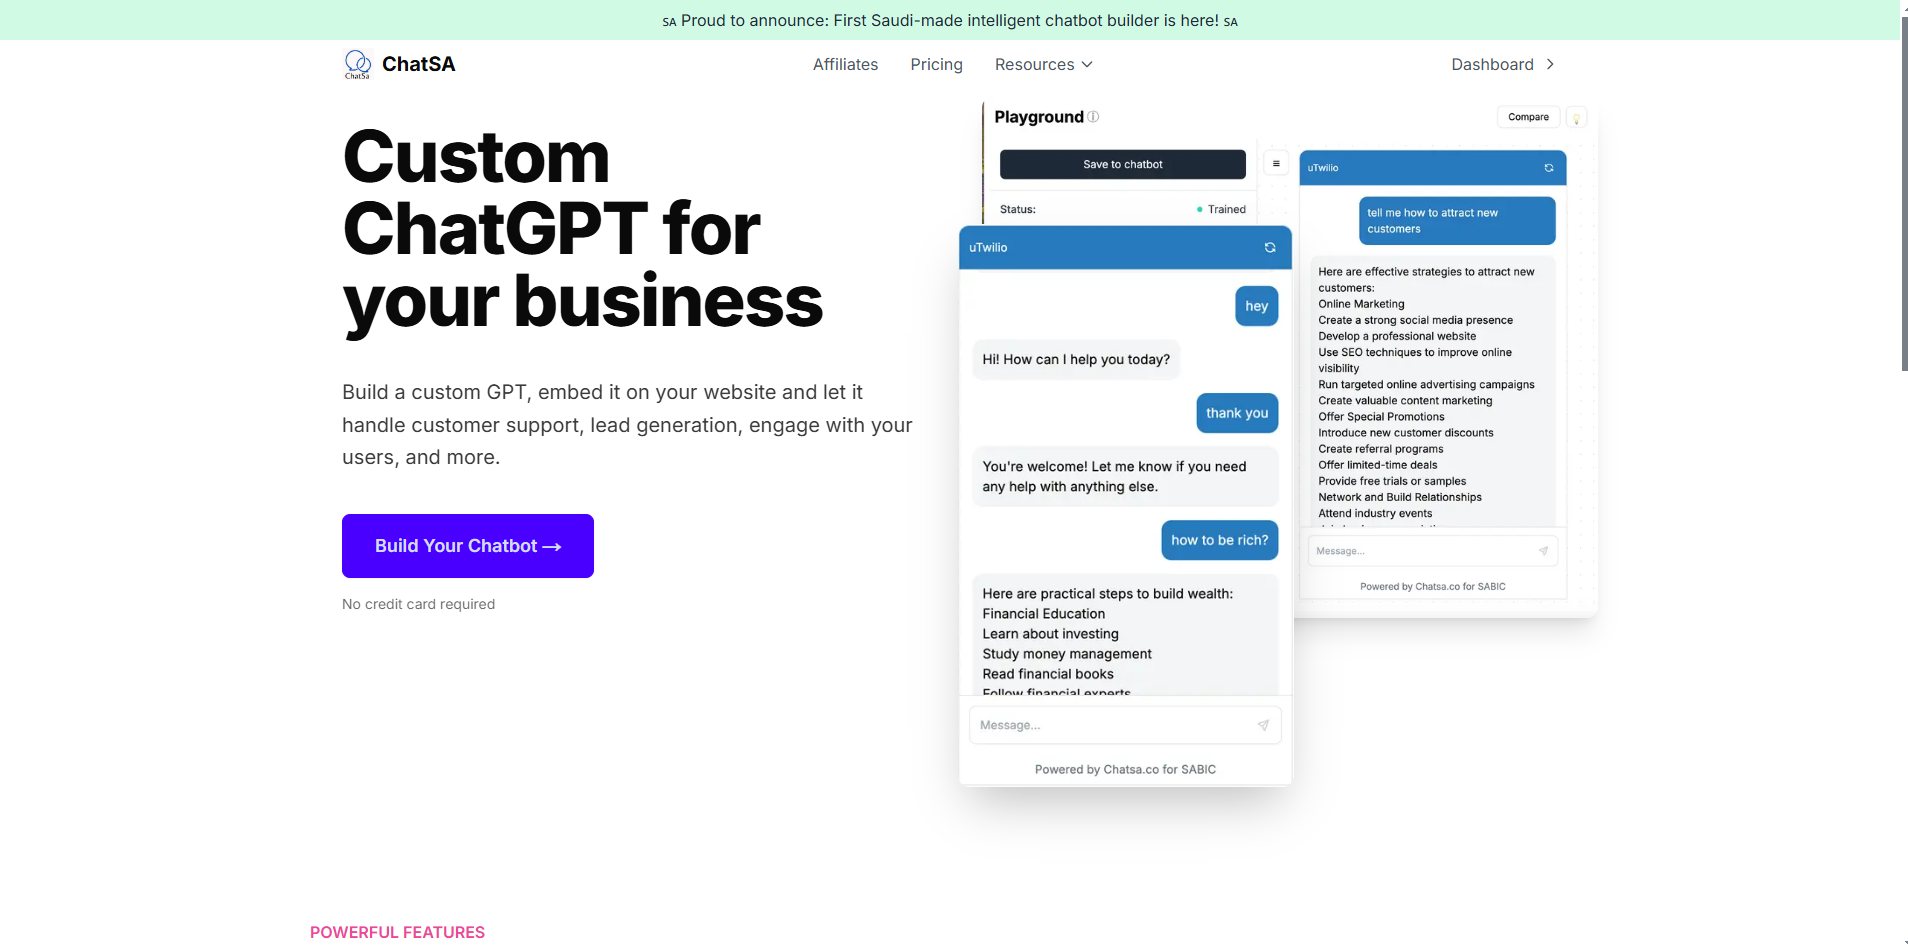 SA Proud to announce: First Saudi-made intelligent chatbot builder is here! SA
ChatSA
ChatSA
Affiliates
Pricing
Resources
Dashboard
Custom
ChatGPT for
your business
Build a custom GPT, embed it on your website and let it
handle customer support, lead generation, engage with your
users, and more.
Build Your Chatbot →
No credit card required
Playground
Compare
Save to chatbot
Status:
Trained
uTwilio
tell me how to attract new
customers
Here are effective strategies to attract new
customers:
Online Marketing
Create a strong social media presence
Develop a professional website
Use SEO techniques to improve online
visibility
Run targeted online advertising campaigns
Create valuable content marketing
Offer Special Promotions
Introduce new customer discounts
Create referral programs
Offer limited-time deals
Provide free trials or samples
Network and Build Relationships
Attend industry events
Message...
Powered by Chatsa.co for SABIC
uTwilio
hey
Hi! How can I help you today?
thank you
You're welcome! Let me know if you need
any help with anything else.
how to be rich?
Here are practical steps to build wealth:
Financial Education
Learn about investing
Study money management
Read financial books
Follow financial experts
Message...
Powered by Chatsa.co for SABIC
POWERFUL FEATURES